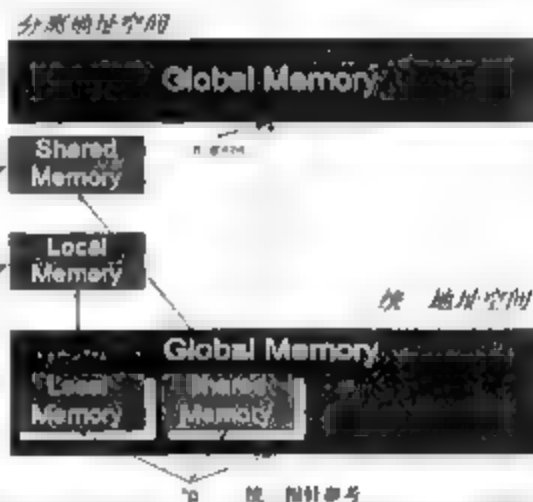 分离地址空间
Global Memory
Shared
Memory
Local
Memory
地址空间
Global Memory
Local
Memory
Shared
Memory